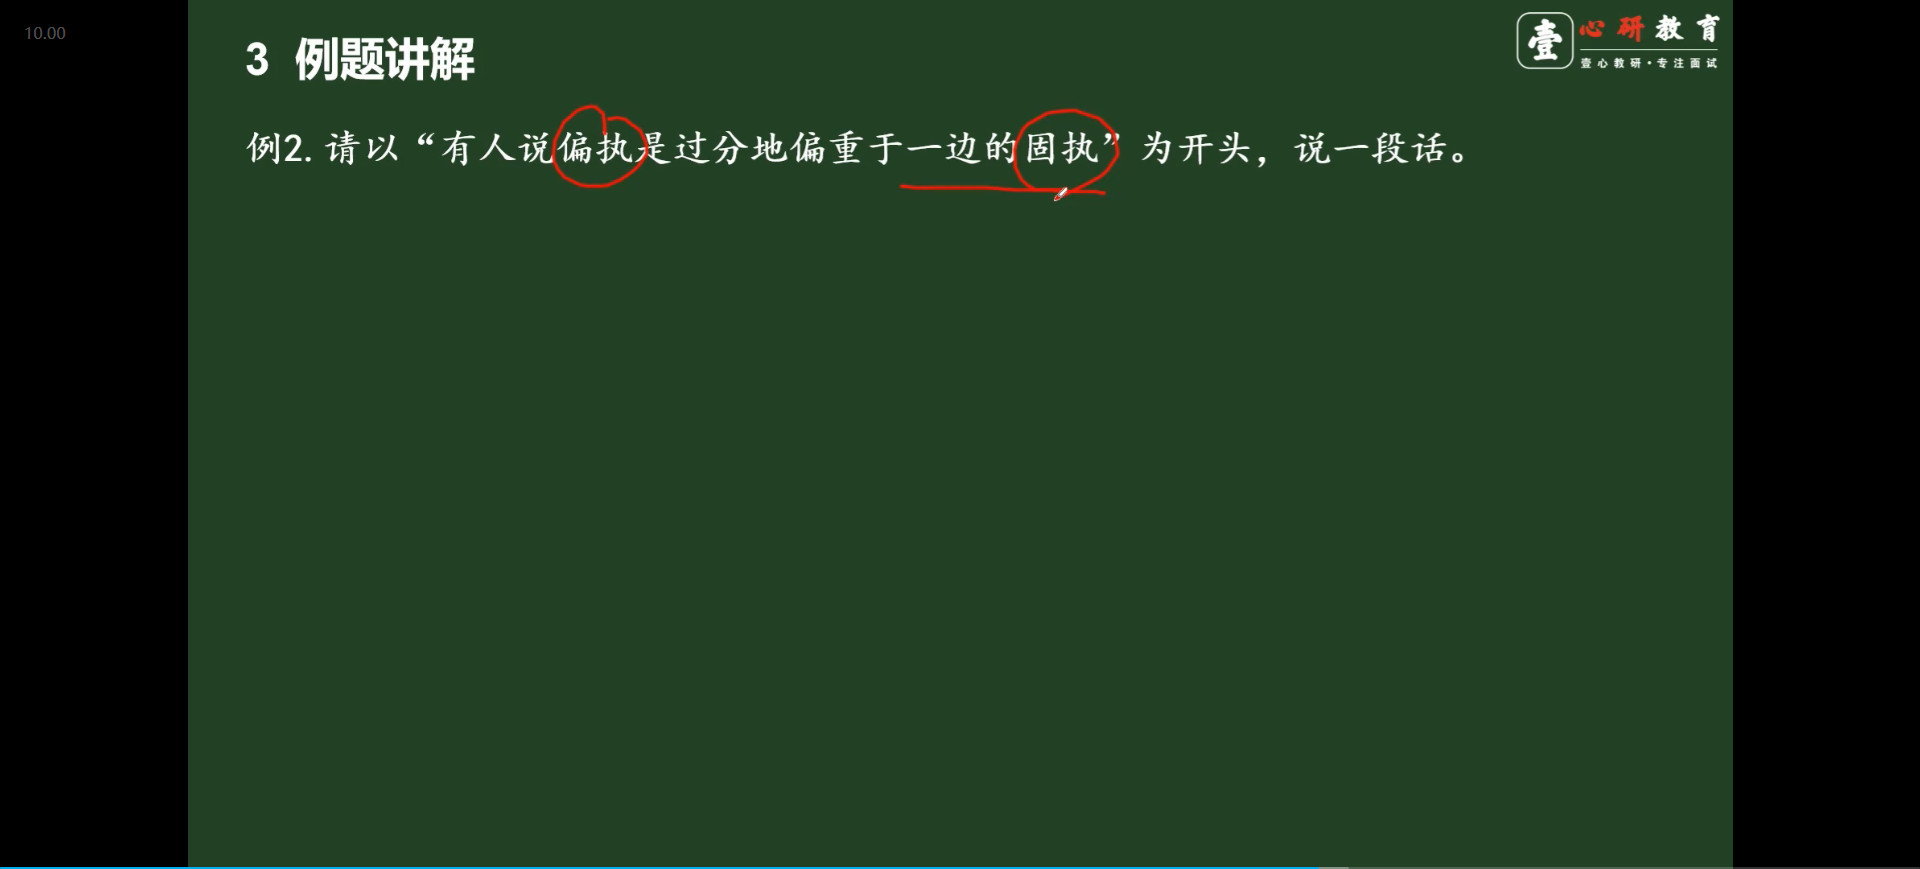 10.00
3 例题讲解
壹 心研教育
壹心教研·专注面试
例2. 请以“有人说偏执是过分地偏重于一边的固执”为开头，说一段话。